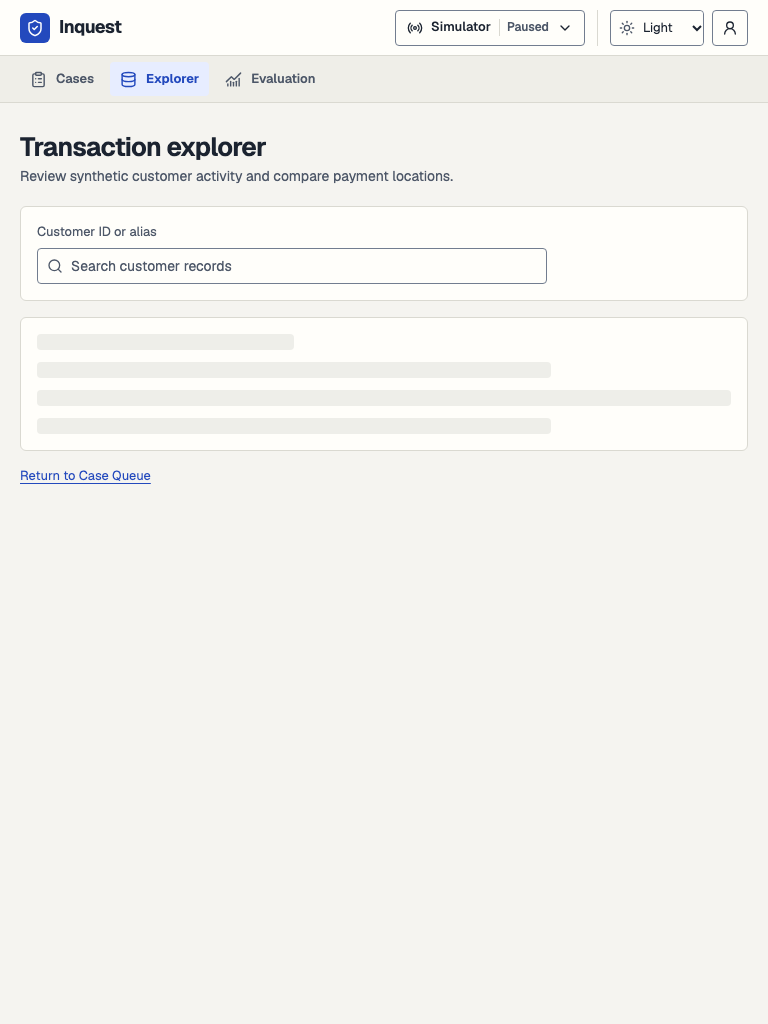 Inquest
Simulator Paused
Light
Cases Explorer Evaluation
Transaction explorer
Review synthetic customer activity and compare payment locations.
Customer ID or alias
Search customer records
Return to Case Queue